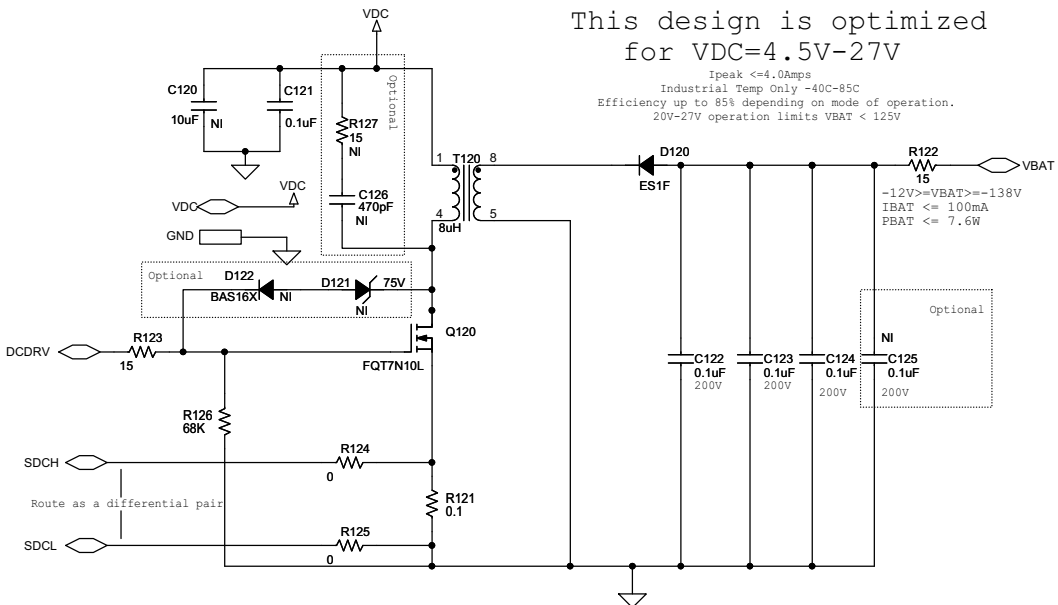 This design is optimized
for VDC=4.5V-27V
Ipeak <=4.0Amps
Industrial Temp Only -40C-85C
Efficiency up to 85% depending on mode of operation.
20V-27V operation limits VBAT < 125V
VDC
C120
10uF
NI
C121
0.1uF
Optional
R127
15
NI
C126
470pF
NI
VDC
VDC
GND
1
T120
8
4
5
8uH
D120
ES1F
R122
15
VBAT
-12V>=VBAT>=-138V
IBAT <= 100mA
PBAT <= 7.6W
Optional
D122
BAS16X
NI
D121
75V
NI
DCDRV
R123
15
Q120
FQT7N10L
R126
68K
C122
0.1uF
200V
C123
0.1uF
200V
C124
0.1uF
200V
Optional
NI
C125
0.1uF
200V
SDCH
R124
0
Route as a differential pair
R121
0.1
SDCL
R125
0